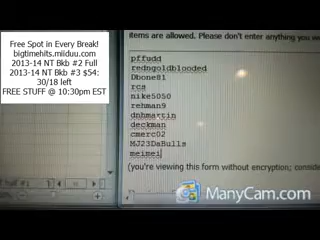 Free Spot in Every Break!
bigtimehits.miiduu.com
2013-14 NT Bkb #2 Full
2013-14 NT Bkb #3 $54:
30/18 left
FREE STUFF @ 10:30pm EST
items are allowed. Please don't enter anything you w
pffudd
redngoldblooded
Dbone81
rcs
nike5050
rehman9
dnhmartin
deckman
cmerc02
MJ23DaBulls
meimei
(you're viewing this form without encryption; conside
ManyCam.com